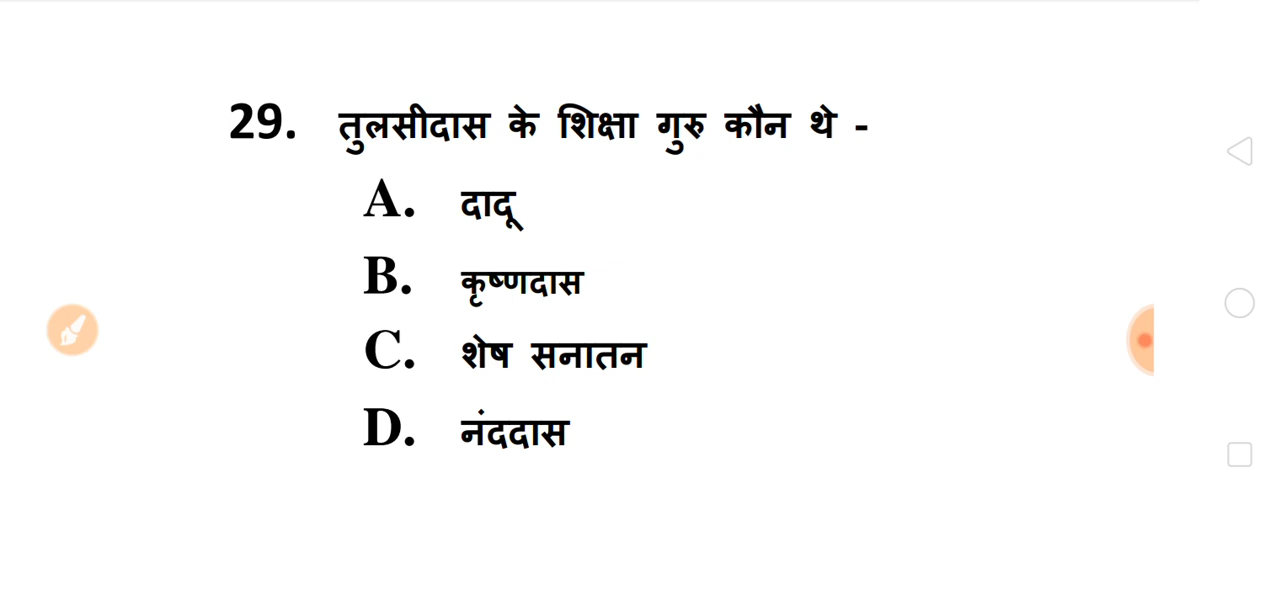 29. तुलसीदास के शिक्षा गुरु कौन थे -
A. दादू
B. कृष्णदास
C. शेष सनातन
D. नंददास